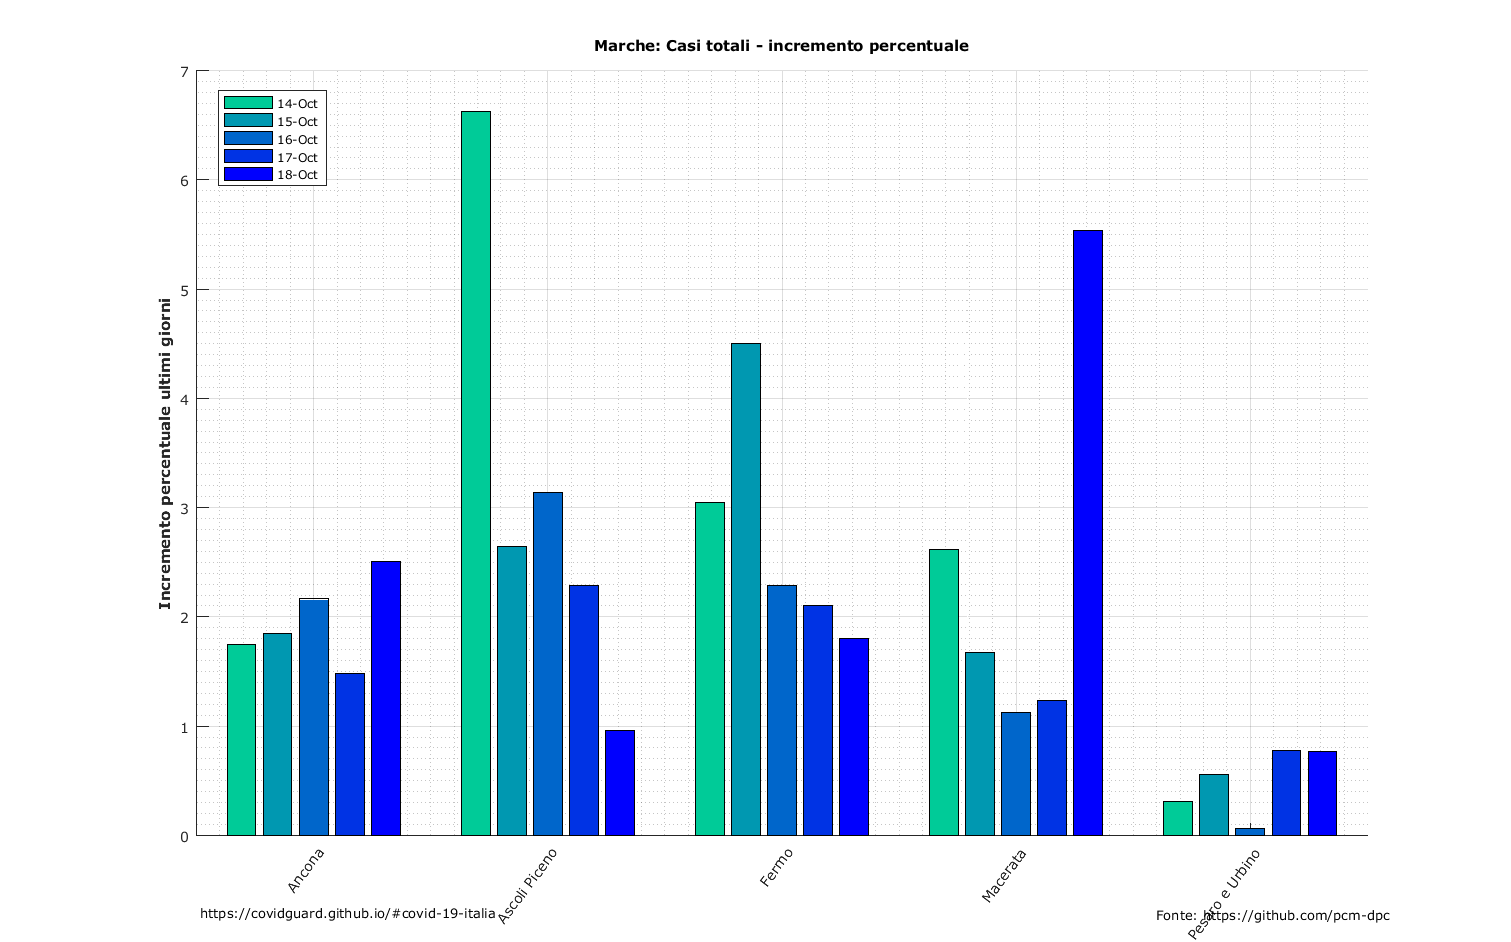 Marche: Casi totali - incremento percentuale
Incremento percentuale ultimi giorni
7
6
5
4
3
2
1
0
14-Oct
15-Oct
16-Oct
17-Oct
18-Oct
Ancona
Ascoli Piceno
Fermo
Macerata
Pesaro e Urbino
https://covidguard.github.io/#covid-19-italia
Fonte: https://github.com/pcm-dpc